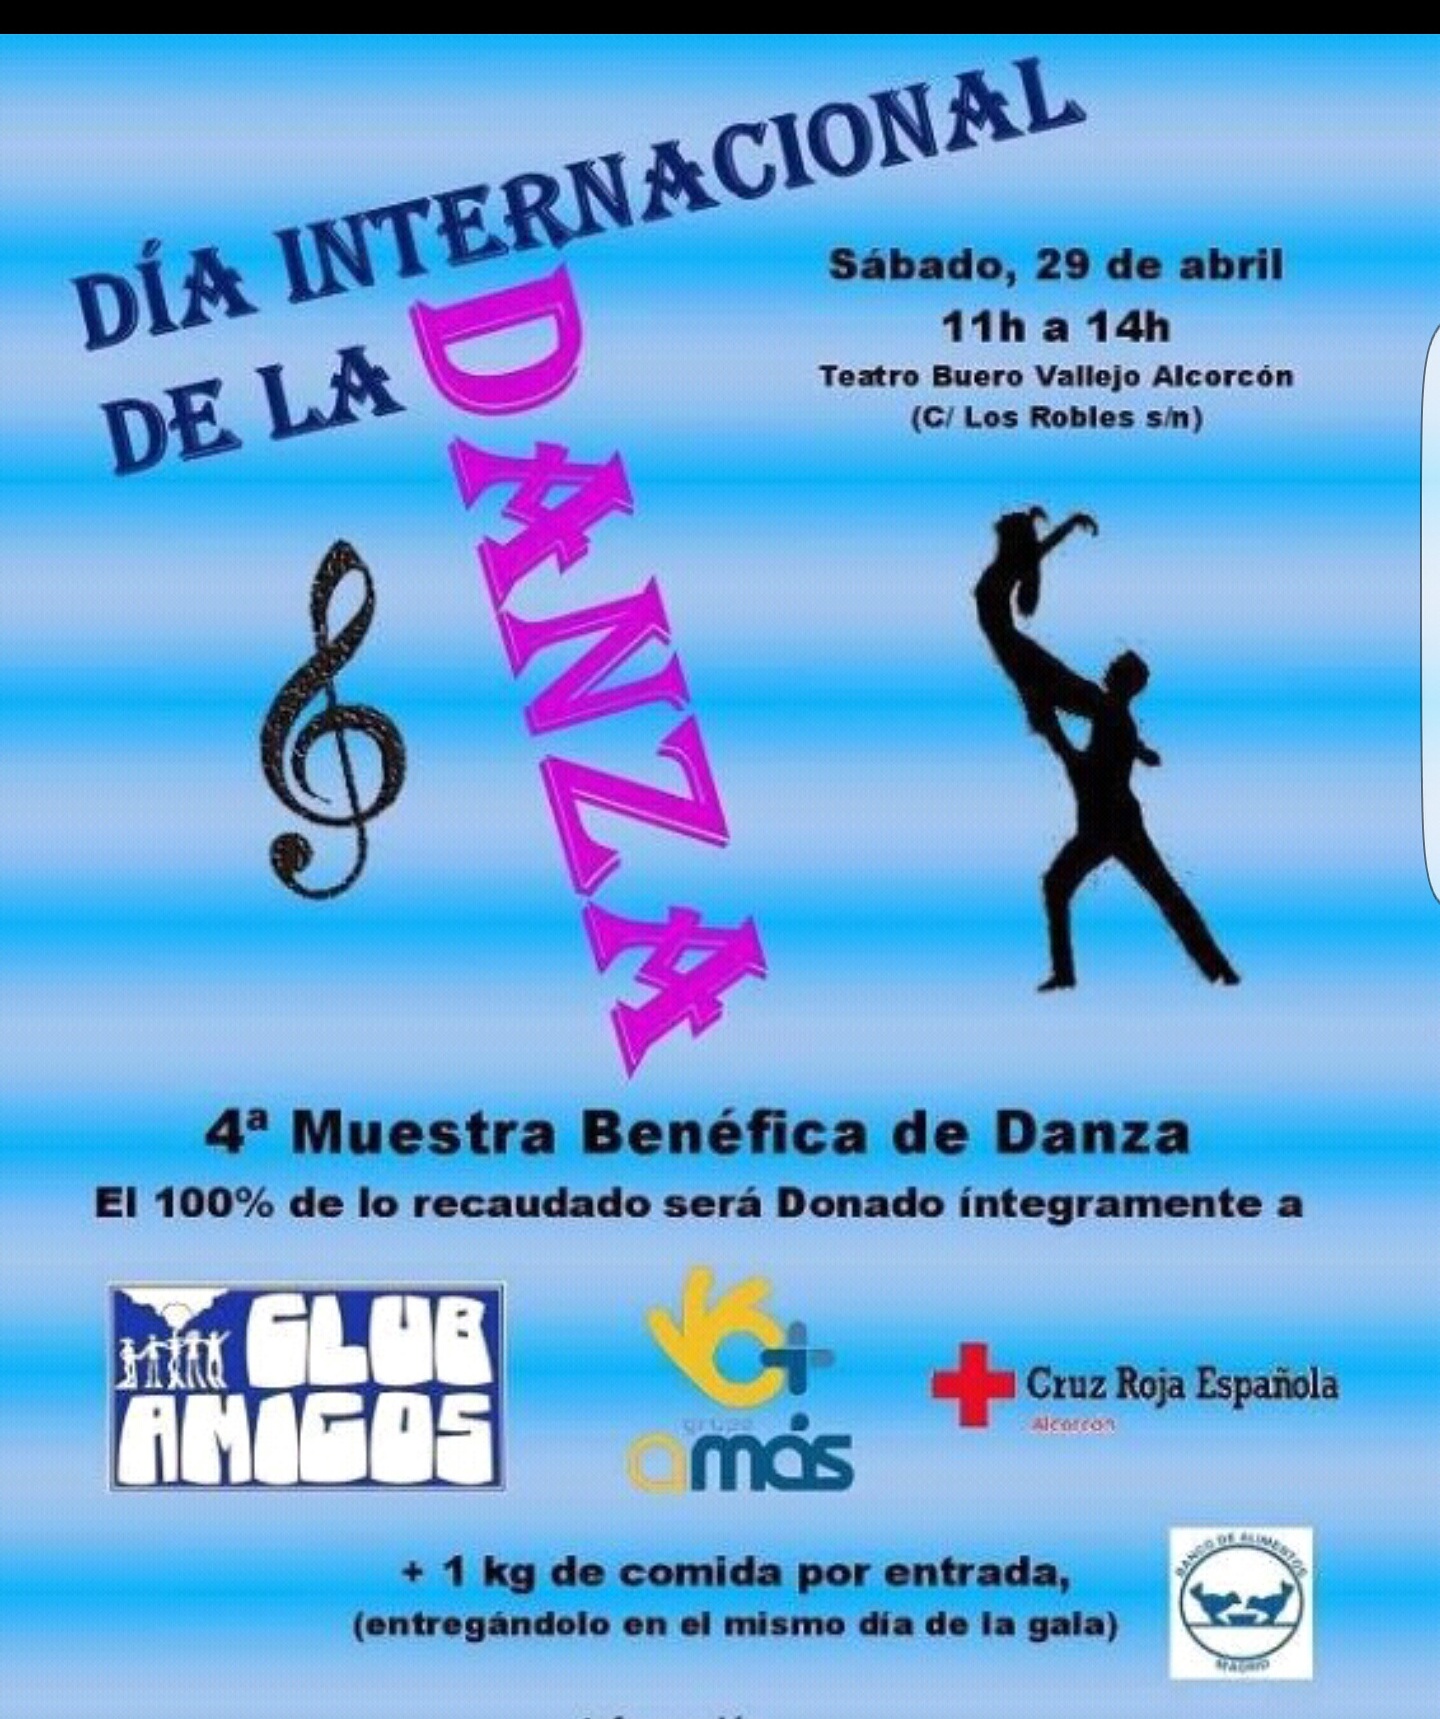 DÍA INTERNACIONAL
DE LA DANZA
Sábado, 29 de abril
11h a 14h
Teatro Buero Vallejo Alcorcón
(C/ Los Robles s/n)
4ª Muestra Benéfica de Danza
El 100% de lo recaudado será Donado íntegramente a
CLUB
AMIGOS
grupo
amás
Cruz Roja Española
Alcorcón
+ 1 kg de comida por entrada,
(entregándolo en el mismo día de la gala)
BANCO DE ALIMENTOS
MADRID